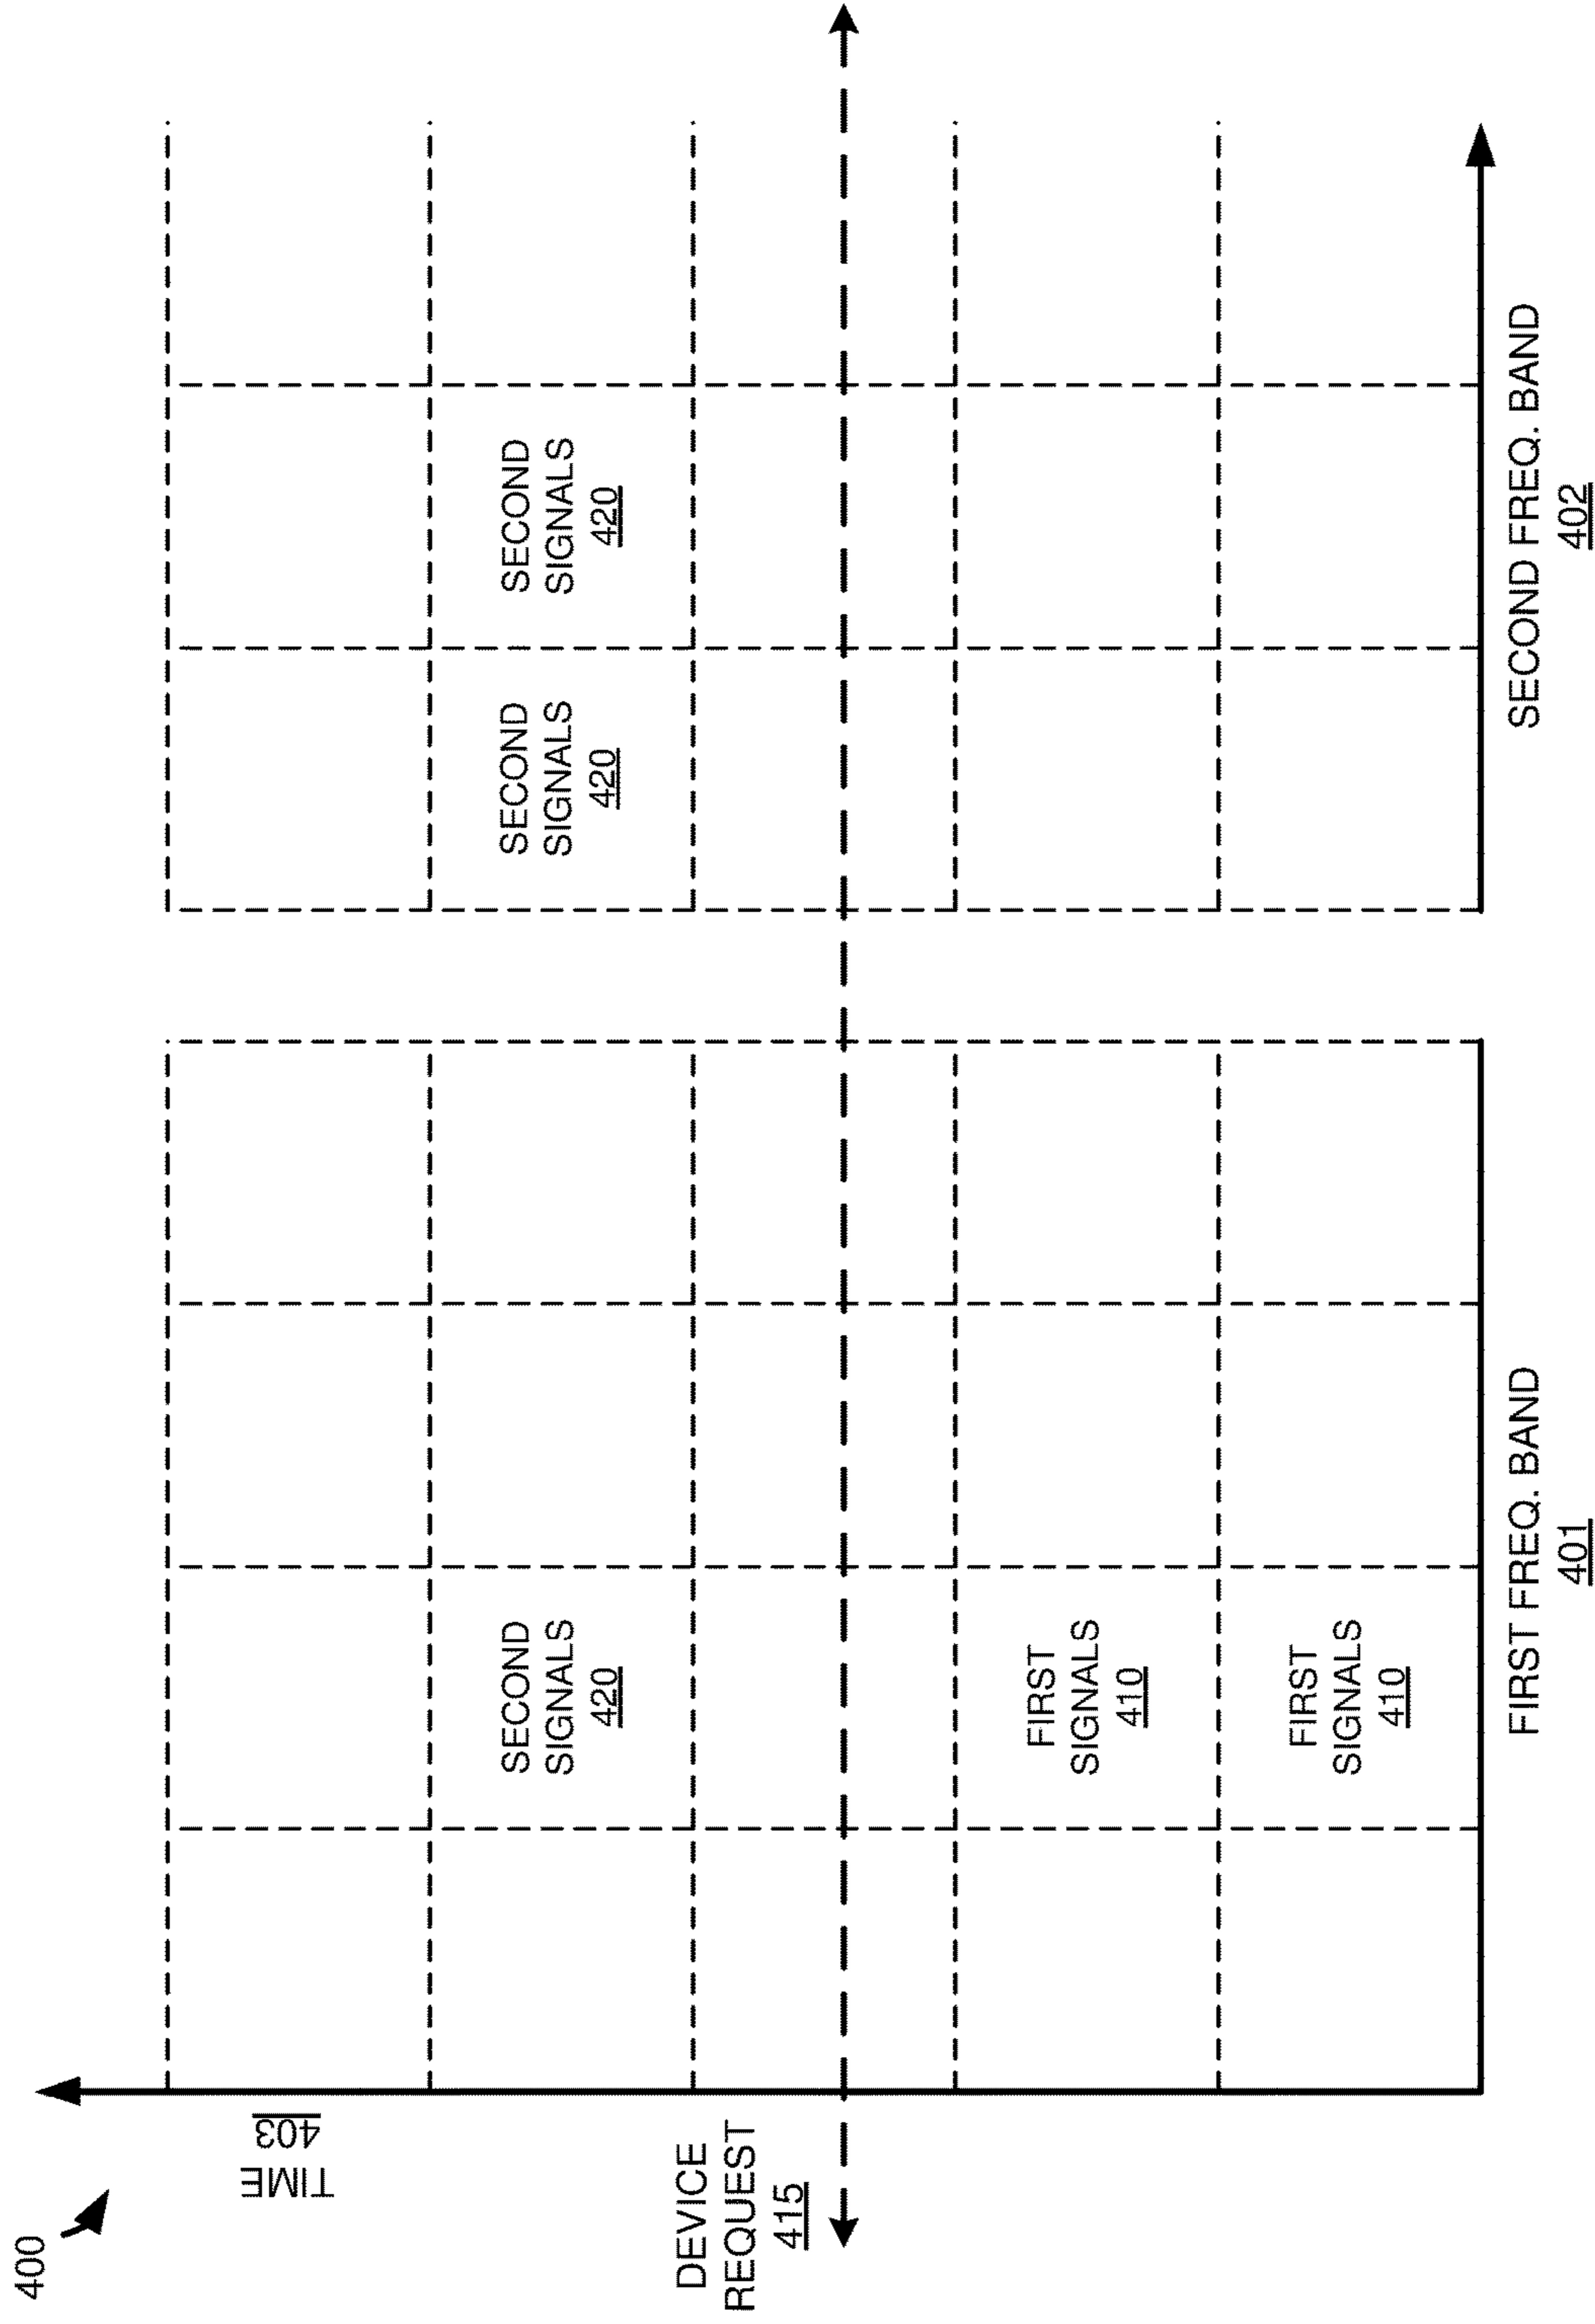 400
TIME
403
SECOND
SIGNALS
420
SECOND
SIGNALS
420
SECOND
SIGNALS
420
DEVICE
REQUEST
415
FIRST
SIGNALS
410
FIRST
SIGNALS
410
FIRST FREQ. BAND
401
SECOND FREQ. BAND
402